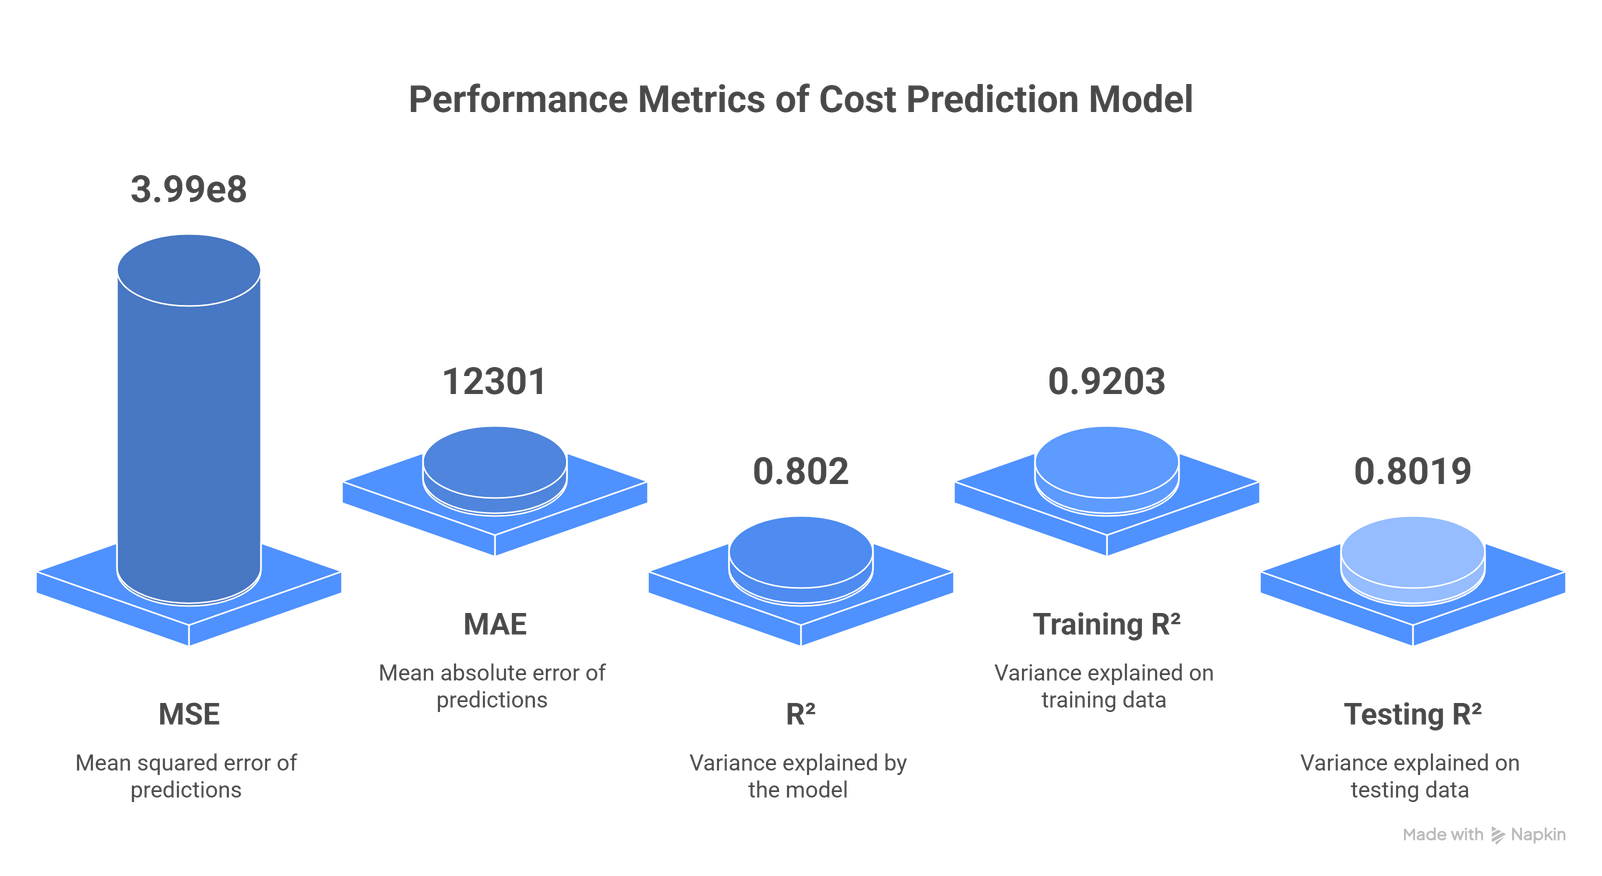 Performance Metrics of Cost Prediction Model
3.99e8
MSE
Mean squared error of
predictions
12301
MAE
Mean absolute error of
predictions
0.802
R²
Variance explained by
the model
0.9203
Training R²
Variance explained on
training data
0.8019
Testing R²
Variance explained on
testing data
Made with Napkin